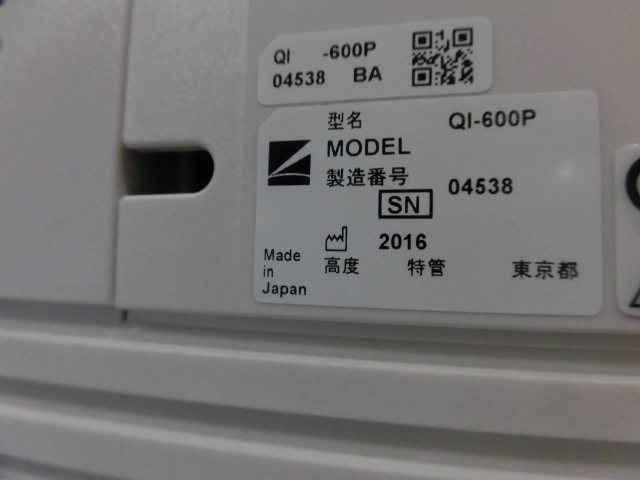 QI -600P
04538 BA
型名 QI-600P
MODEL
製造番号
SN 04538
2016
Made
in
Japan
高度 特管 東京都